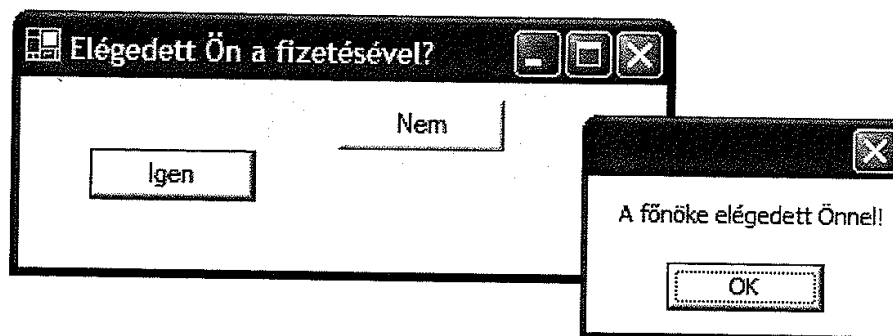 Elégedett Ön a fizetésével?
Nem
Igen
A főnöke elégedett Önnel!
OK